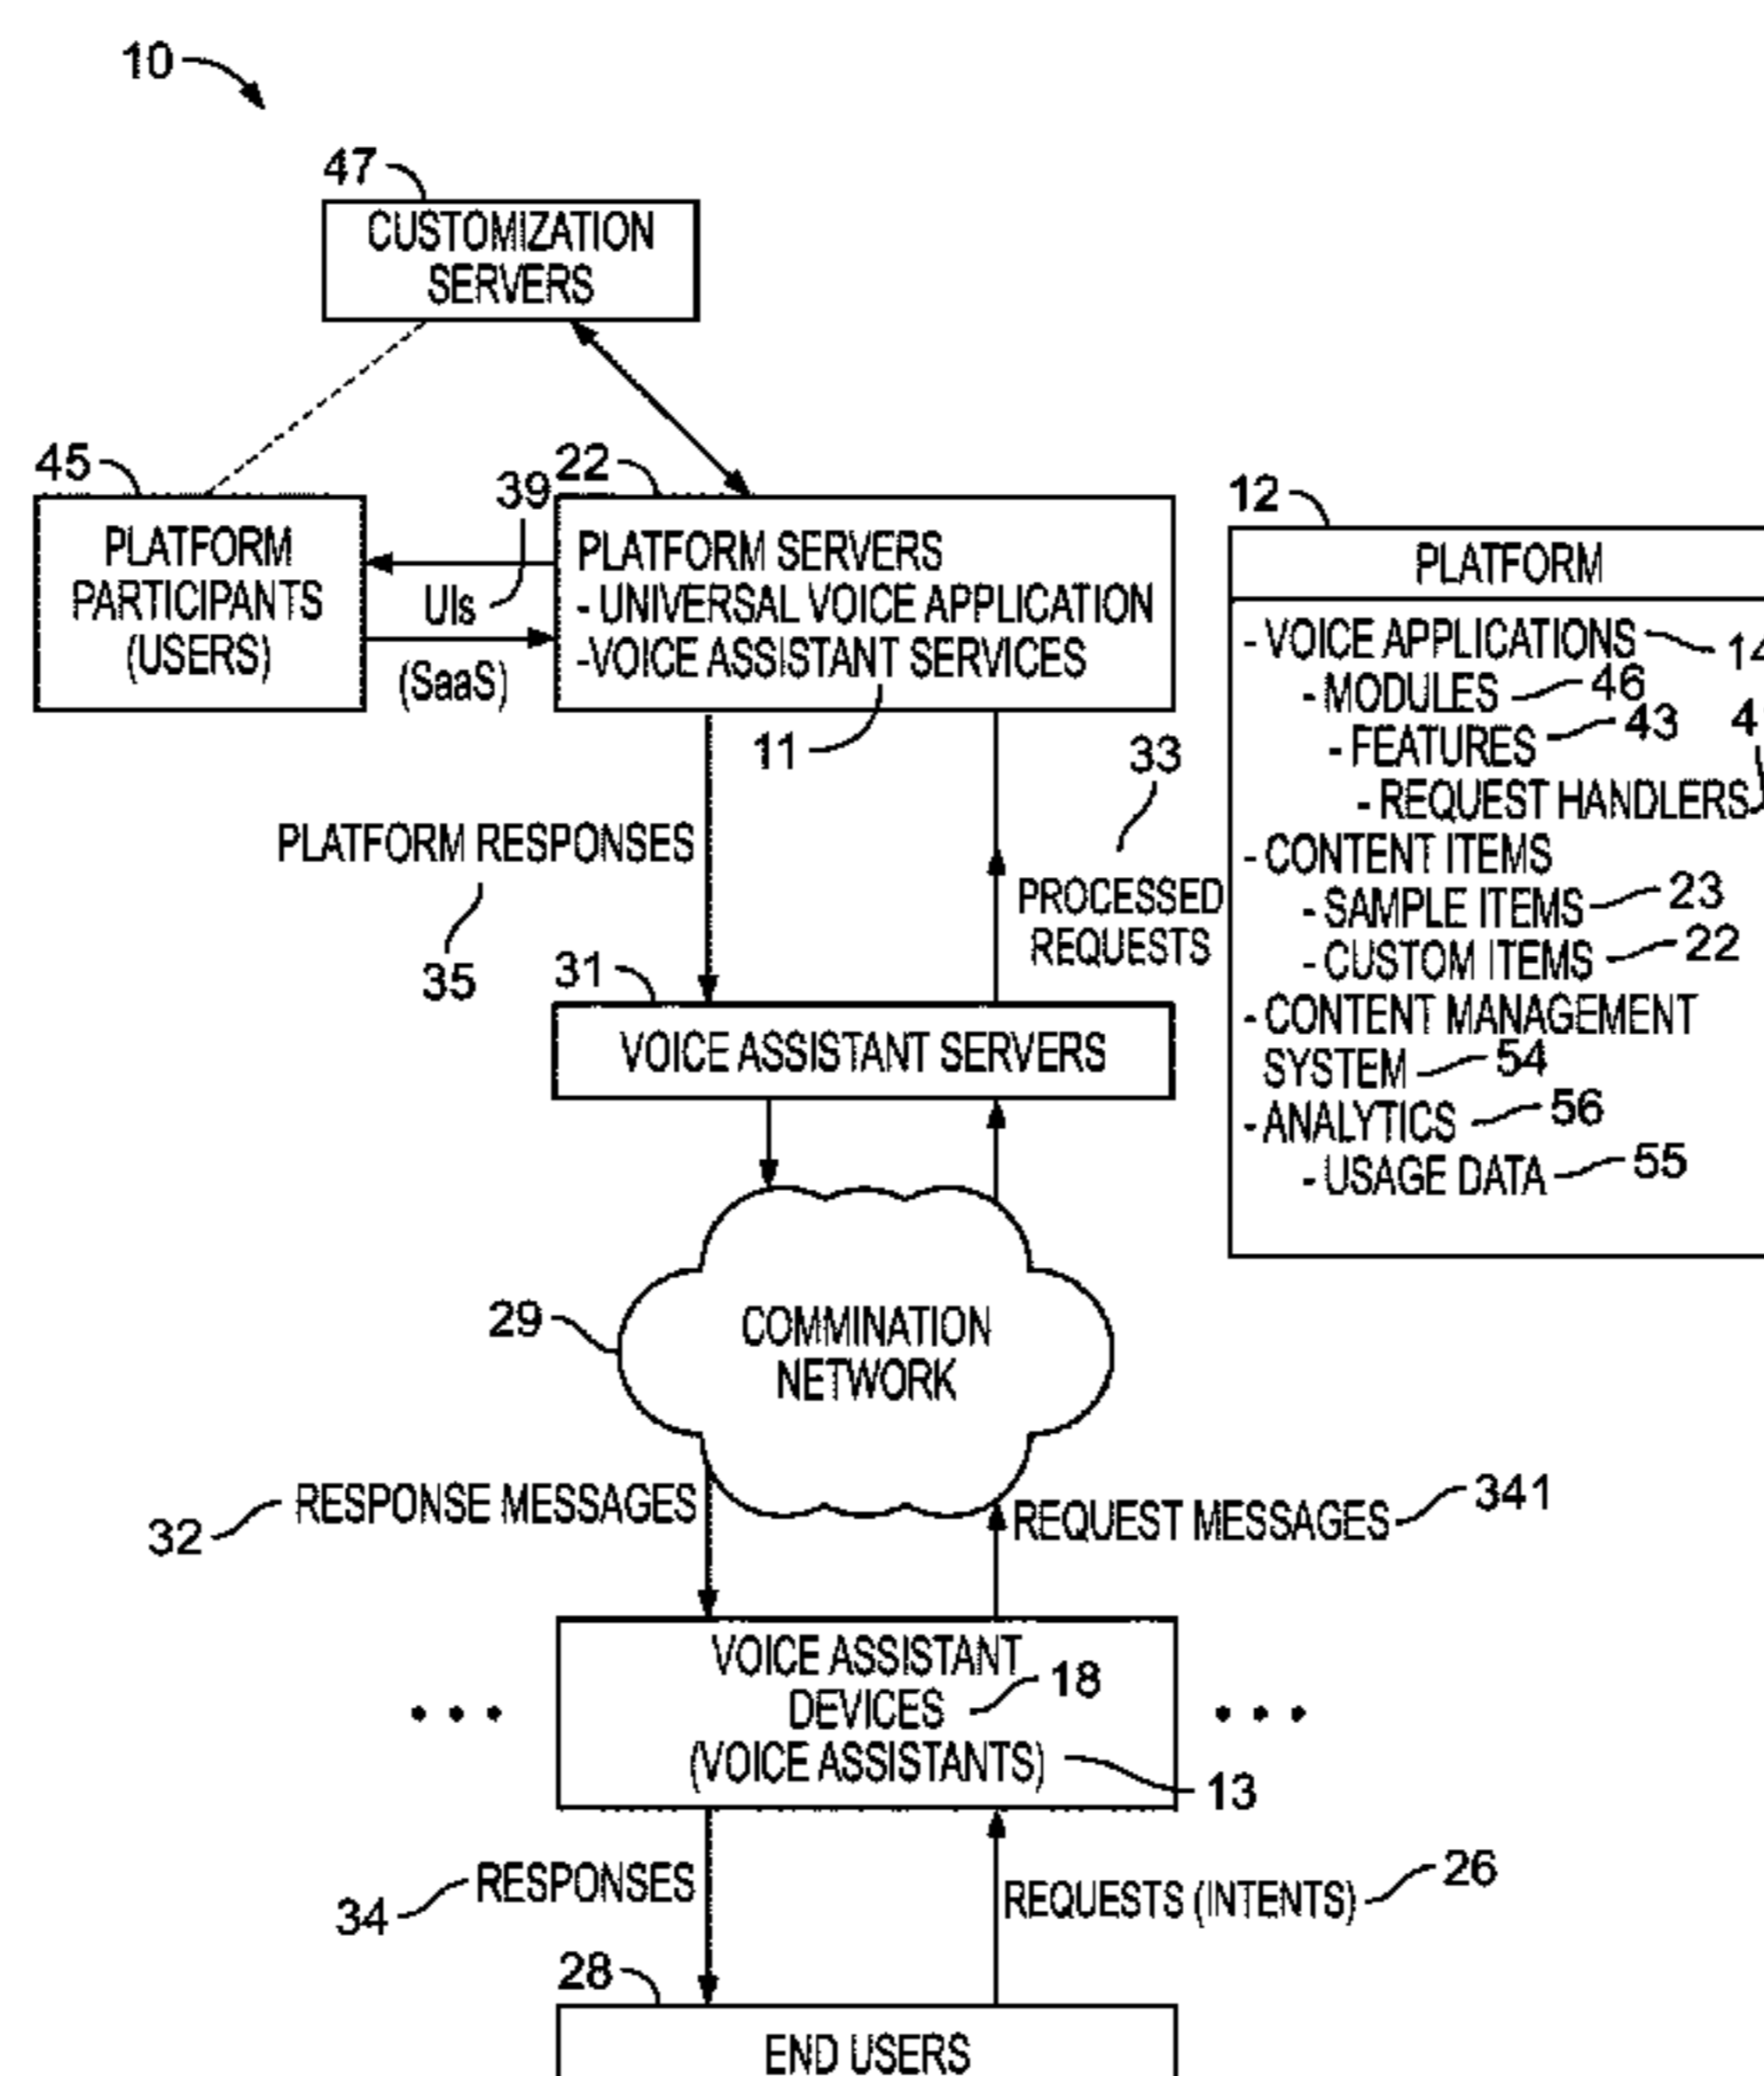 10
47
CUSTOMIZATION
SERVERS
45
PLATFORM
PARTICIPANTS
(USERS)
39
UIs
(SaaS)
22
PLATFORM SERVERS
- UNIVERSAL VOICE APPLICATION
-VOICE ASSISTANT SERVICES
11
12
PLATFORM
- VOICE APPLICATIONS 14
- MODULES 46
- FEATURES 43
4
- REQUEST HANDLERS
- CONTENT ITEMS
- SAMPLE ITEMS 23
- CUSTOM ITEMS 22
- CONTENT MANAGEMENT
SYSTEM 54
- ANALYTICS 56
- USAGE DATA 55
PLATFORM RESPONSES
35
33
PROCESSED
REQUESTS
31
VOICE ASSISTANT SERVERS
29
COMMINATION
NETWORK
RESPONSE MESSAGES
32
REQUEST MESSAGES 341
VOICE ASSISTANT
DEVICES 18
(VOICE ASSISTANTS)
13
RESPONSES
34
REQUESTS (INTENTS) 26
28
END USERS